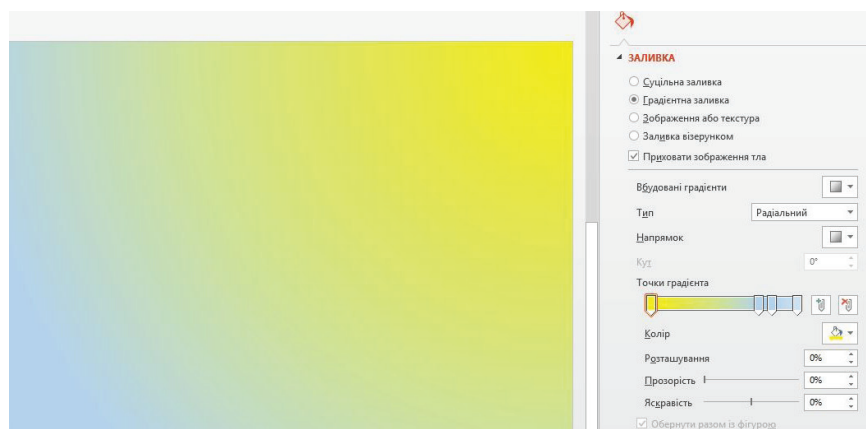 ЗАЛИВКА
Суцільна заливка
Градієнтна заливка
Зображення або текстура
Заливка візерунком
Приховати зображення тла
Вбудовані градієнти
Тип Радіальний
Напрямок
Кут 0°
Точки градієнта
Колір
Розташування 0%
Прозорість 0%
Яскравість 0%
Обернути разом із фігурою